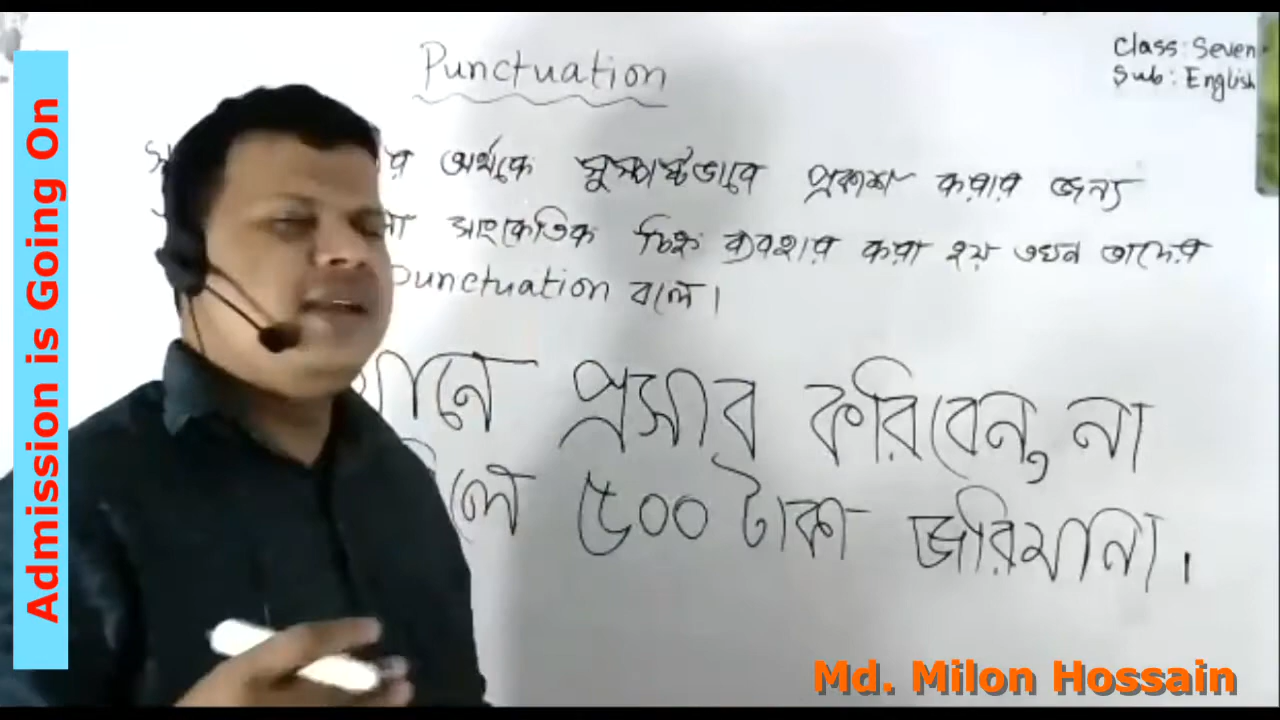 Admission is Going On
Punctuation
Class: Seven
Sub: English
অর্থকে সুস্পষ্টভাবে প্রকাশ করার জন্য
সাংকেতিক চিহ্ন ব্যবহার করা হয় তখন তাদের
Punctuation বলে।
প্রসাব করিবেন, না
৫০০ টাকা জরিমানা।
Md. Milon Hossain